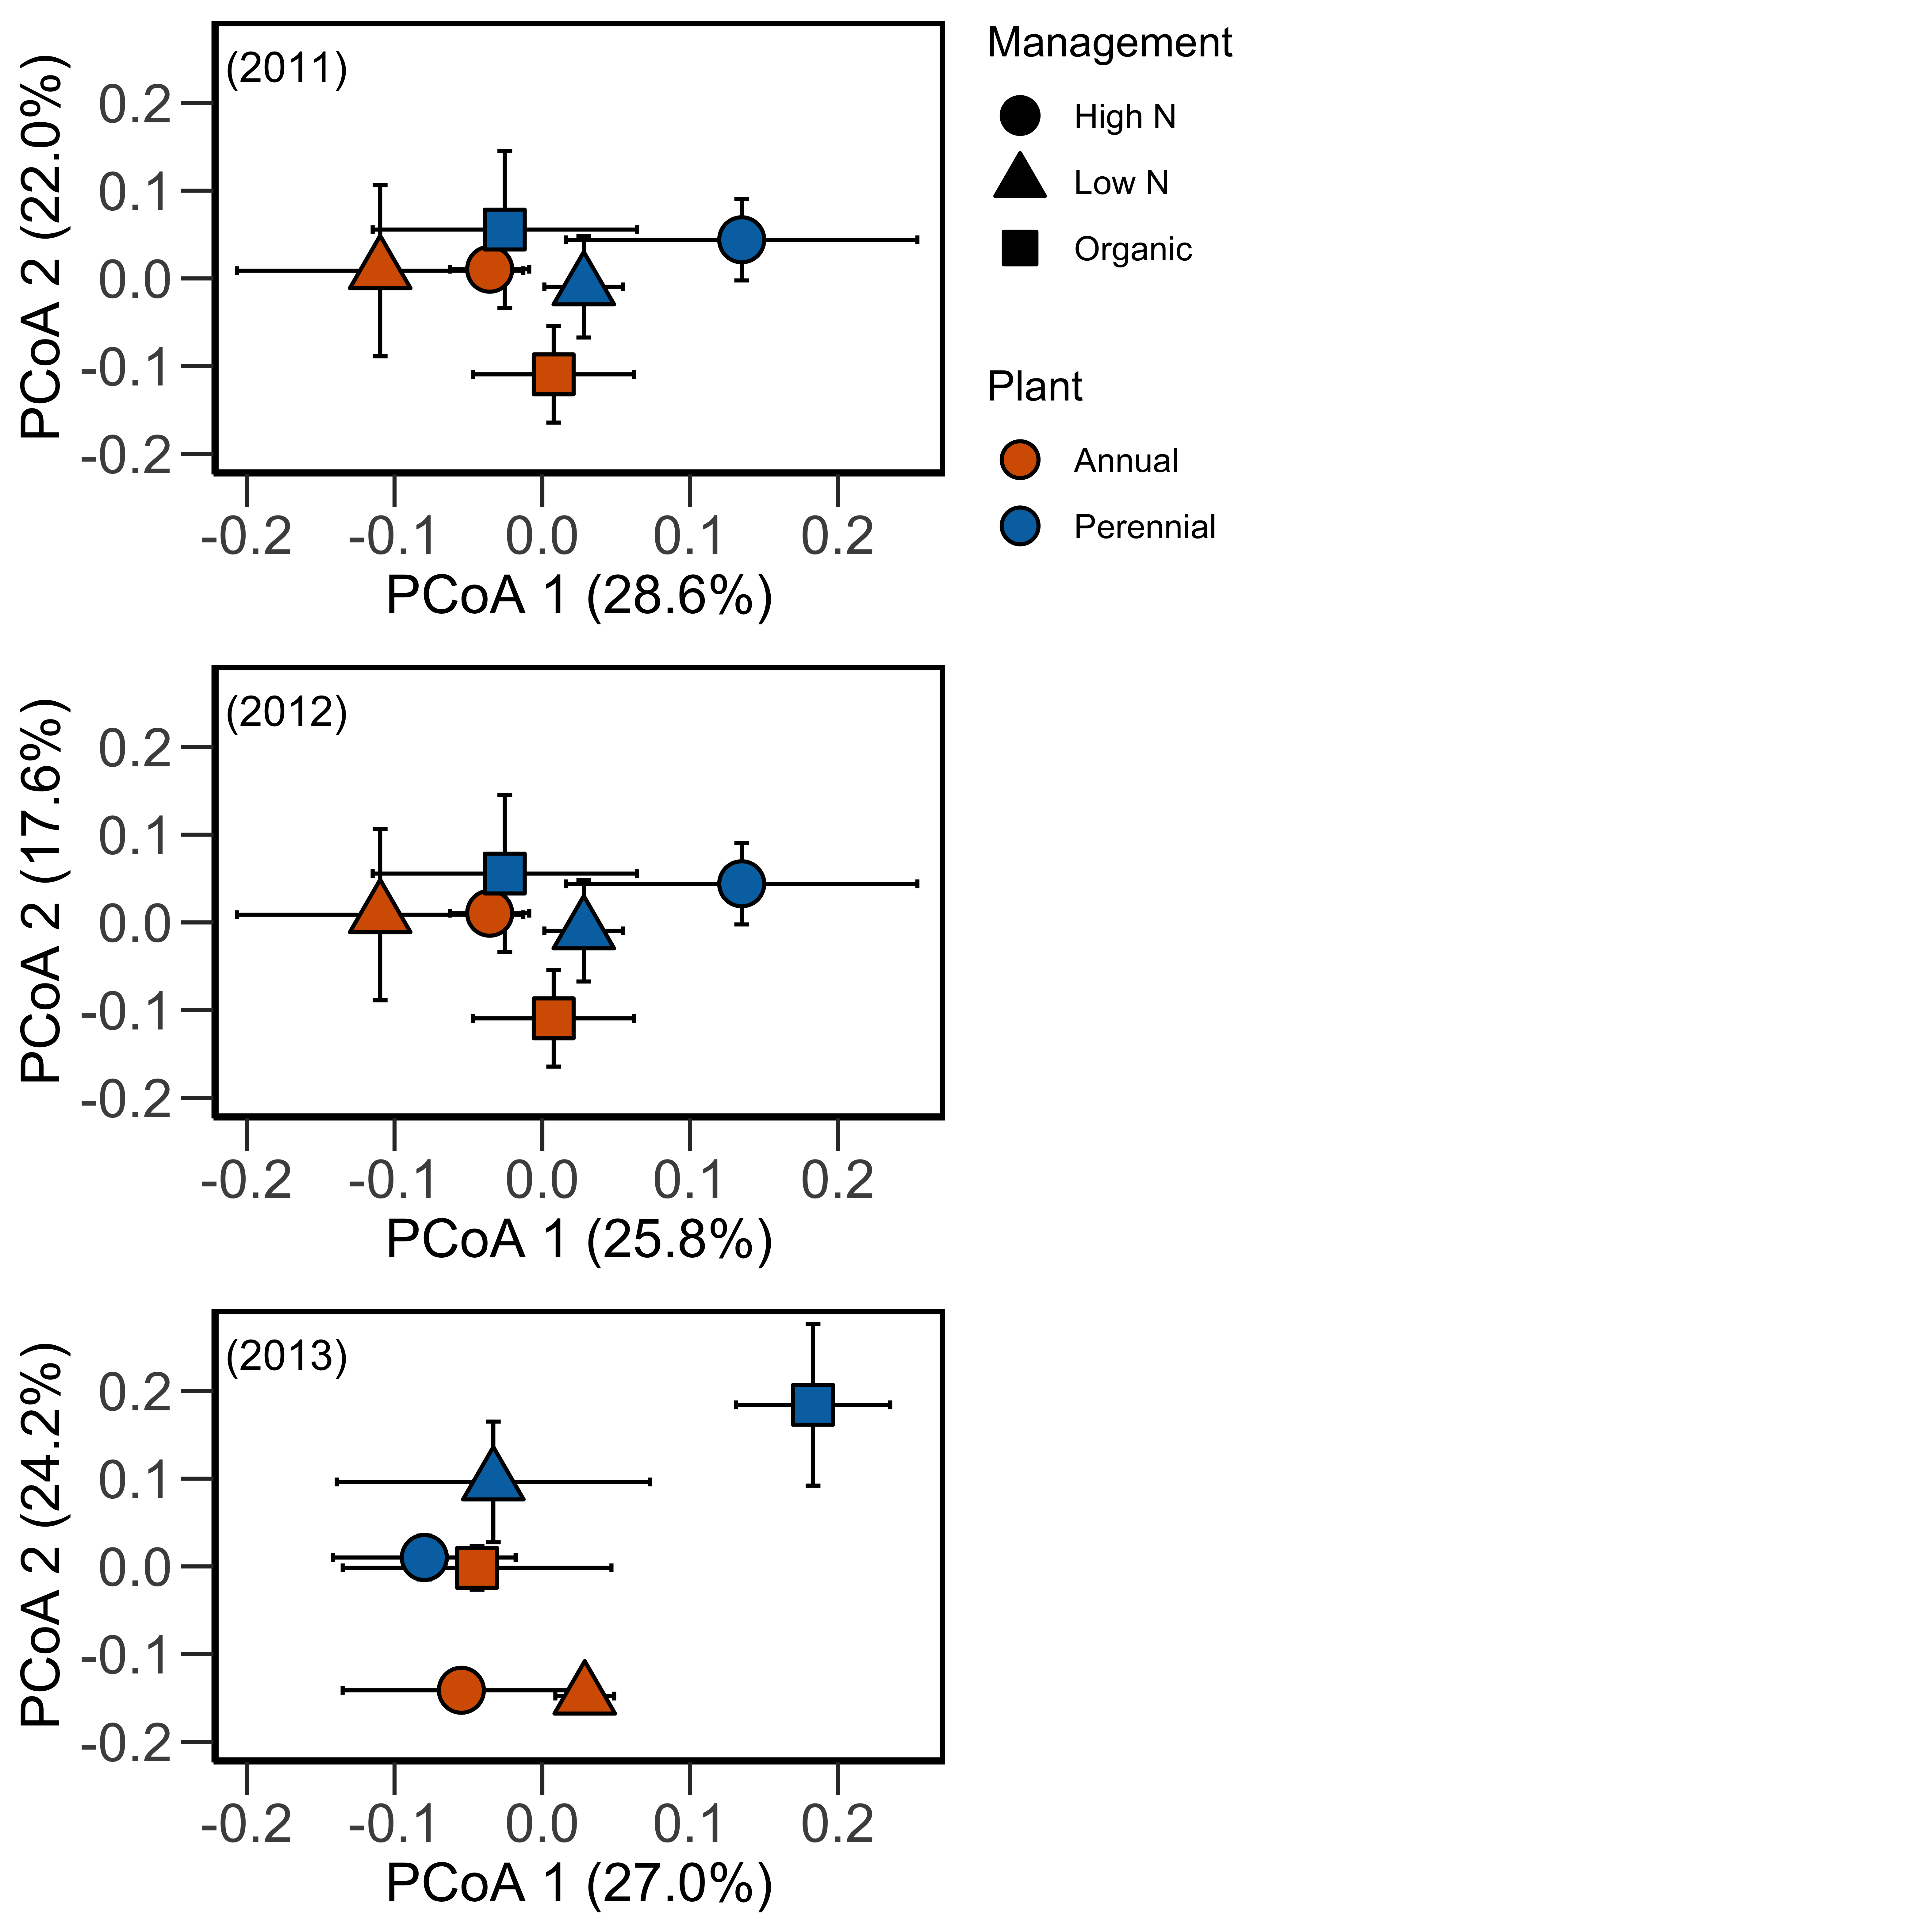 (2011)
PCoA 2 (22.0%)
0.2
0.1
0.0
-0.1
-0.2
-0.2 -0.1 0.0 0.1 0.2
PCoA 1 (28.6%)
Management
High N
Low N
Organic
Plant
Annual
Perennial
(2012)
PCoA 2 (17.6%)
0.2
0.1
0.0
-0.1
-0.2
-0.2 -0.1 0.0 0.1 0.2
PCoA 1 (25.8%)
(2013)
PCoA 2 (24.2%)
0.2
0.1
0.0
-0.1
-0.2
-0.2 -0.1 0.0 0.1 0.2
PCoA 1 (27.0%)